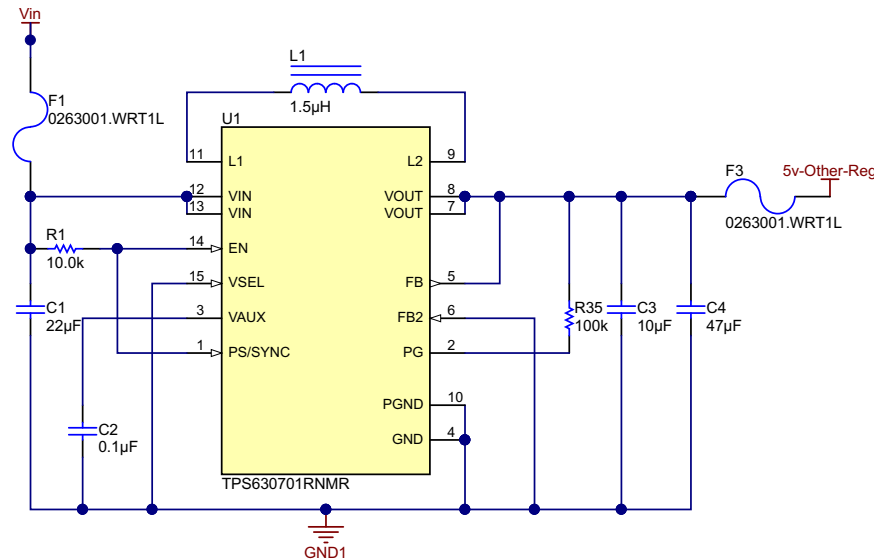 Vin
F1
0263001.WRT1L
L1
1.5µH
U1
11 L1 L2 9
12 VIN VOUT 8
13 VIN VOUT 7
F3
5v-Other-Reg
0263001.WRT1L
R1
10.0k
14 EN
15 VSEL FB 5
3 VAUX FB2 6
1 PS/SYNC PG 2
PGND 10
GND 4
C1
22µF
C2
0.1µF
R35
100k
C3
10µF
C4
47µF
TPS630701RNMR
GND1